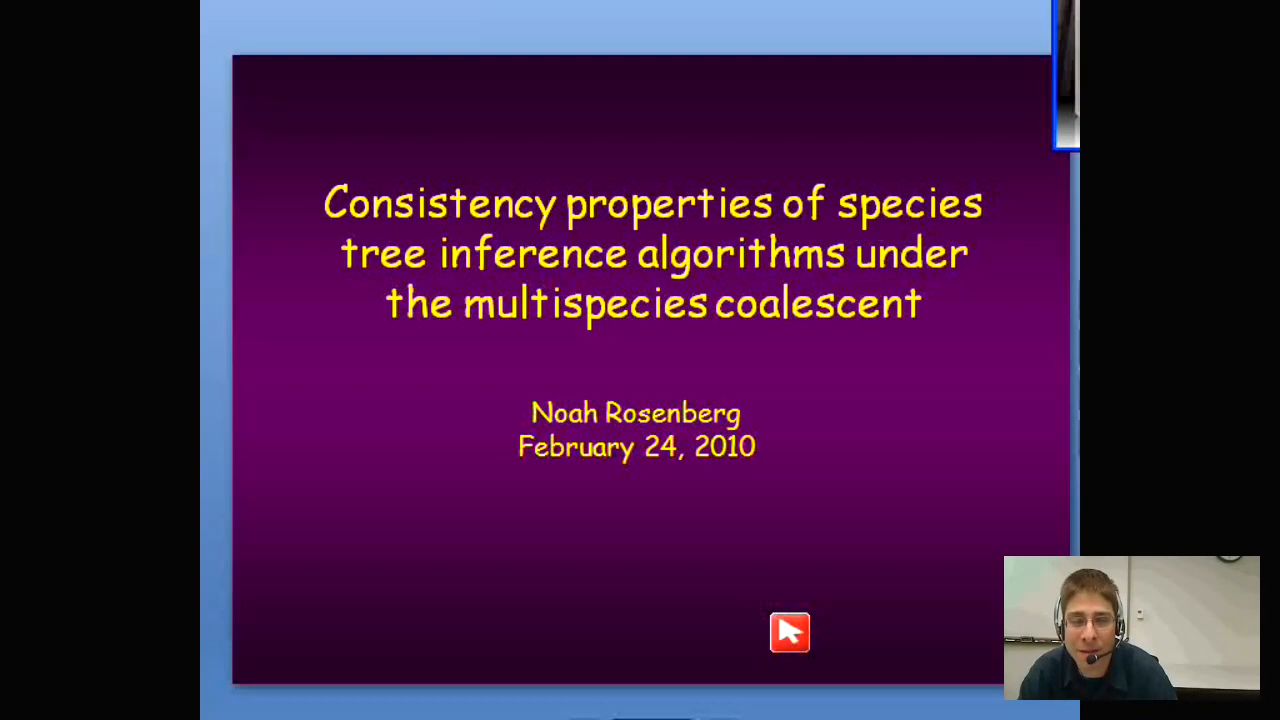 Consistency properties of species
tree inference algorithms under
the multispecies coalescent
Noah Rosenberg
February 24, 2010